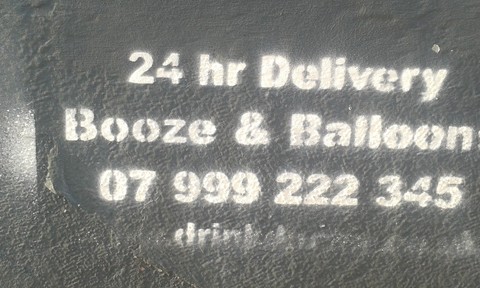 24 hr Delivery
Booze & Balloons
07 999 222 345